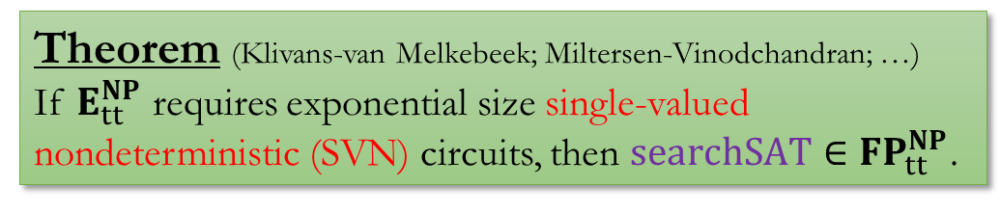 Theorem (Klivans-van Melkebeek; Miltersen-Vinodchandran; …)
If E^NP_tt requires exponential size single-valued
nondeterministic (SVN) circuits, then searchSAT ∈ FP^NP_tt.